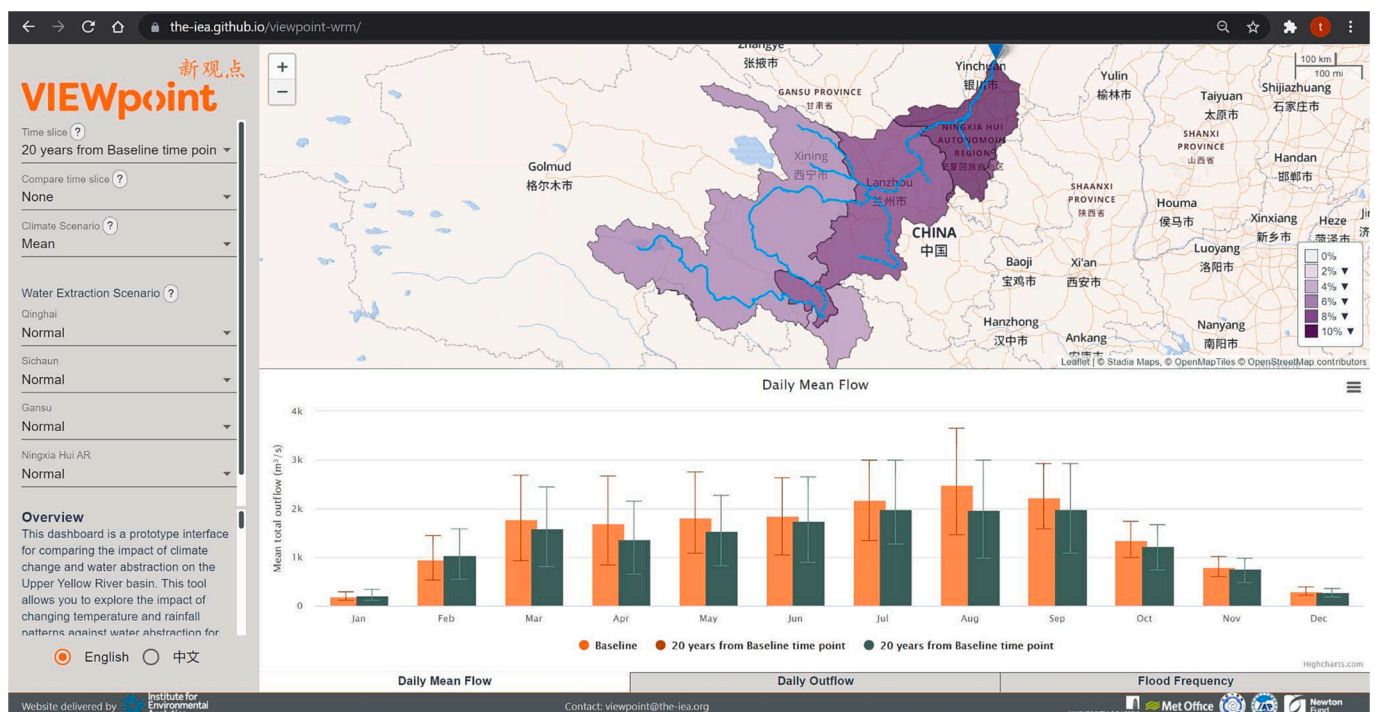 the-iea.github.io/viewpoint-wrm/
t
新观点
VIEWpoint
Time slice ?
20 years from Baseline time poin
Compare time slice ?
None
Climate Scenario ?
Mean
Water Extraction Scenario ?
Qinghai
Normal
Sichaun
Normal
Gansu
Normal
Ningxia Hui AR
Normal
Overview
This dashboard is a prototype interface
for comparing the impact of climate
change and water abstraction on the
Upper Yellow River basin. This tool
allows you to explore the impact of
changing temperature and rainfall
patterns against water abstraction for
English
中文
+
−
Zhangye
张掖市
GANSU PROVINCE
甘肃省
Yinchuan
银川市
Yulin
榆林市
100 km
100 mi
Taiyuan
太原市
Shijiazhuang
石家庄市
SHANXI
PROVINCE
山西省
NINGXIA HUI
AUTONOMOUS
REGION
Golmud
格尔木市
Xining
西宁市
Lanzhou
兰州市
Handan
邯郸市
SHAANXI
PROVINCE
陕西省
Houma
侯马市
CHINA
中国
Xinxiang
新乡市
Heze
菏泽市
Luoyang
洛阳市
Baoji
宝鸡市
Xi'an
西安市
Hanzhong
汉中市
Ankang
Nanyang
南阳市
0%
2% ▼
4% ▼
6% ▼
8% ▼
10% ▼
Leaflet | © Stadia Maps, © OpenMapTiles © OpenStreetMap contributors
Daily Mean Flow
Mean total outflow (m³/s)
4k
3k
2k
1k
0
Jan Feb Mar Apr May Jun Jul Aug Sep Oct Nov Dec
Baseline 20 years from Baseline time point 20 years from Baseline time point
Highcharts.com
Daily Mean Flow Daily Outflow Flood Frequency
Website delivered by
Institute for
Environmental
Contact: viewpoint@the-iea.org
Met Office
Newton
Fund